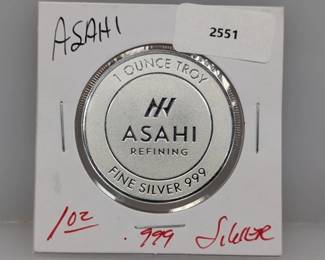 ASAHI
2551
1 OUNCE TROY
ASAHI
REFINING
FINE SILVER 999
1oz .999 SILVER